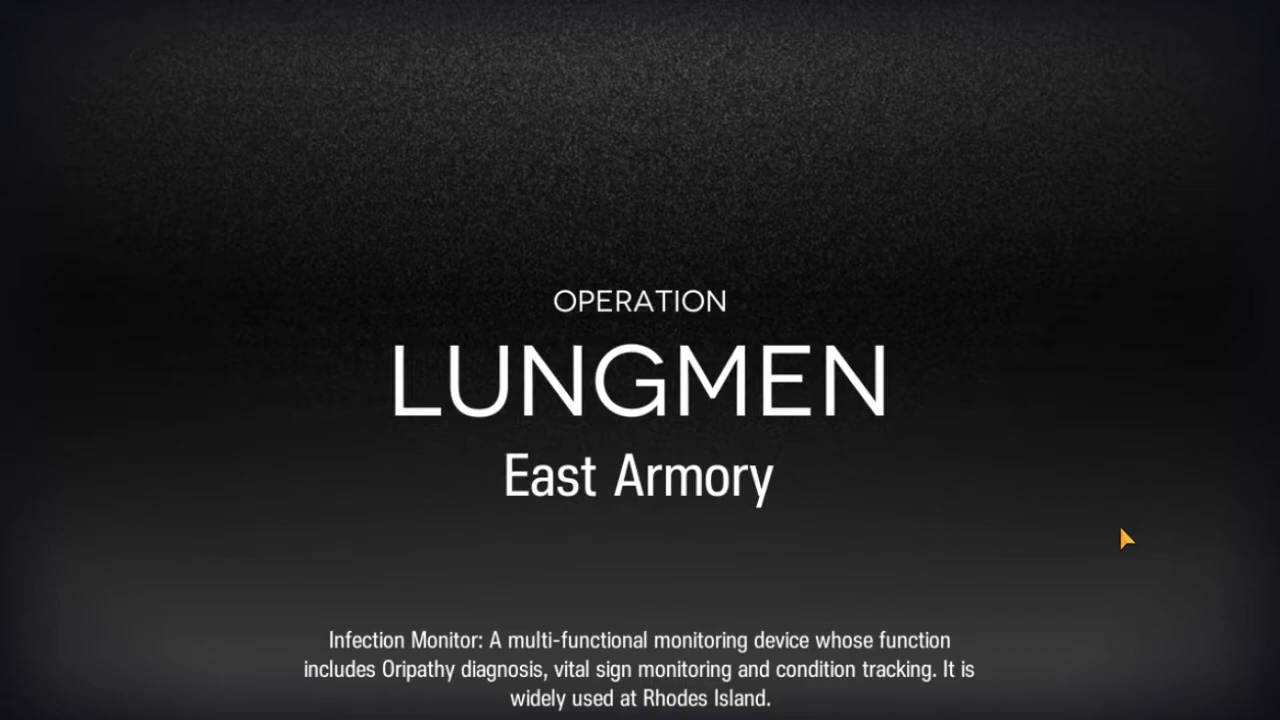 OPERATION
LUNGMEN
East Armory
Infection Monitor: A multi-functional monitoring device whose function
includes Oripathy diagnosis, vital sign monitoring and condition tracking. It is
widely used at Rhodes Island.